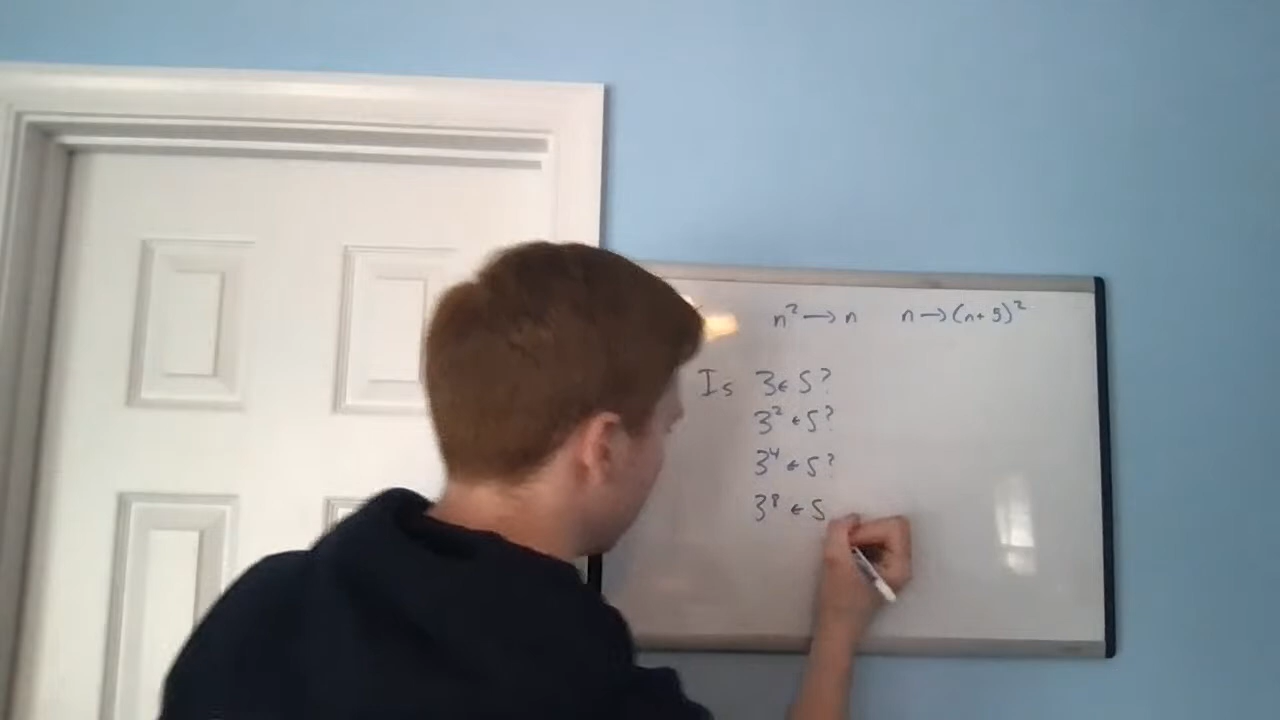 n² → n n → (n+5)²
Is 3 ∈ S?
3² ∈ S?
3⁴ ∈ S?
3⁸ ∈ S